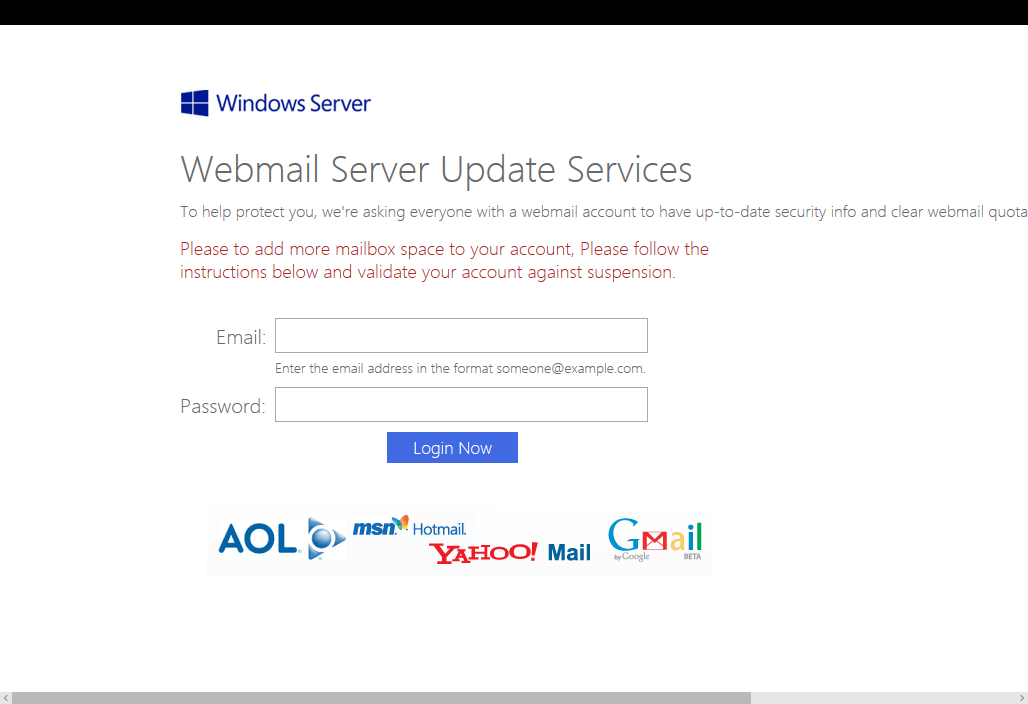 Windows Server
Webmail Server Update Services
To help protect you, we're asking everyone with a webmail account to have up-to-date security info and clear webmail quota
Please to add more mailbox space to your account, Please follow the
instructions below and validate your account against suspension.
Email:
Enter the email address in the format someone@example.com.
Password:
Login Now
AOL
msn Hotmail.
YAHOO! Mail
Gmail
by Google BETA